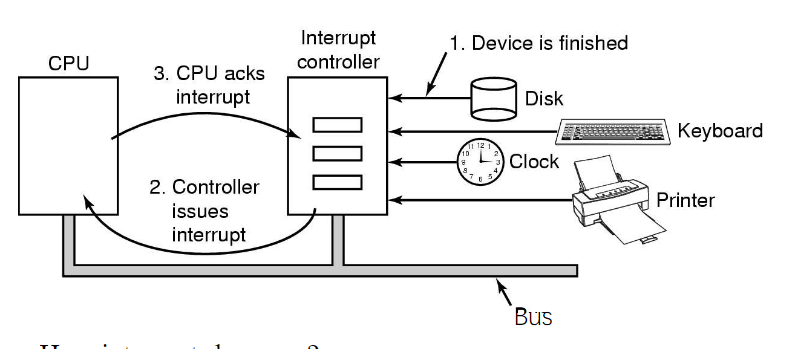 Interrupt
controller
1. Device is finished
CPU
3. CPU acks
interrupt
Disk
Keyboard
Clock
2. Controller
issues
interrupt
Printer
Bus